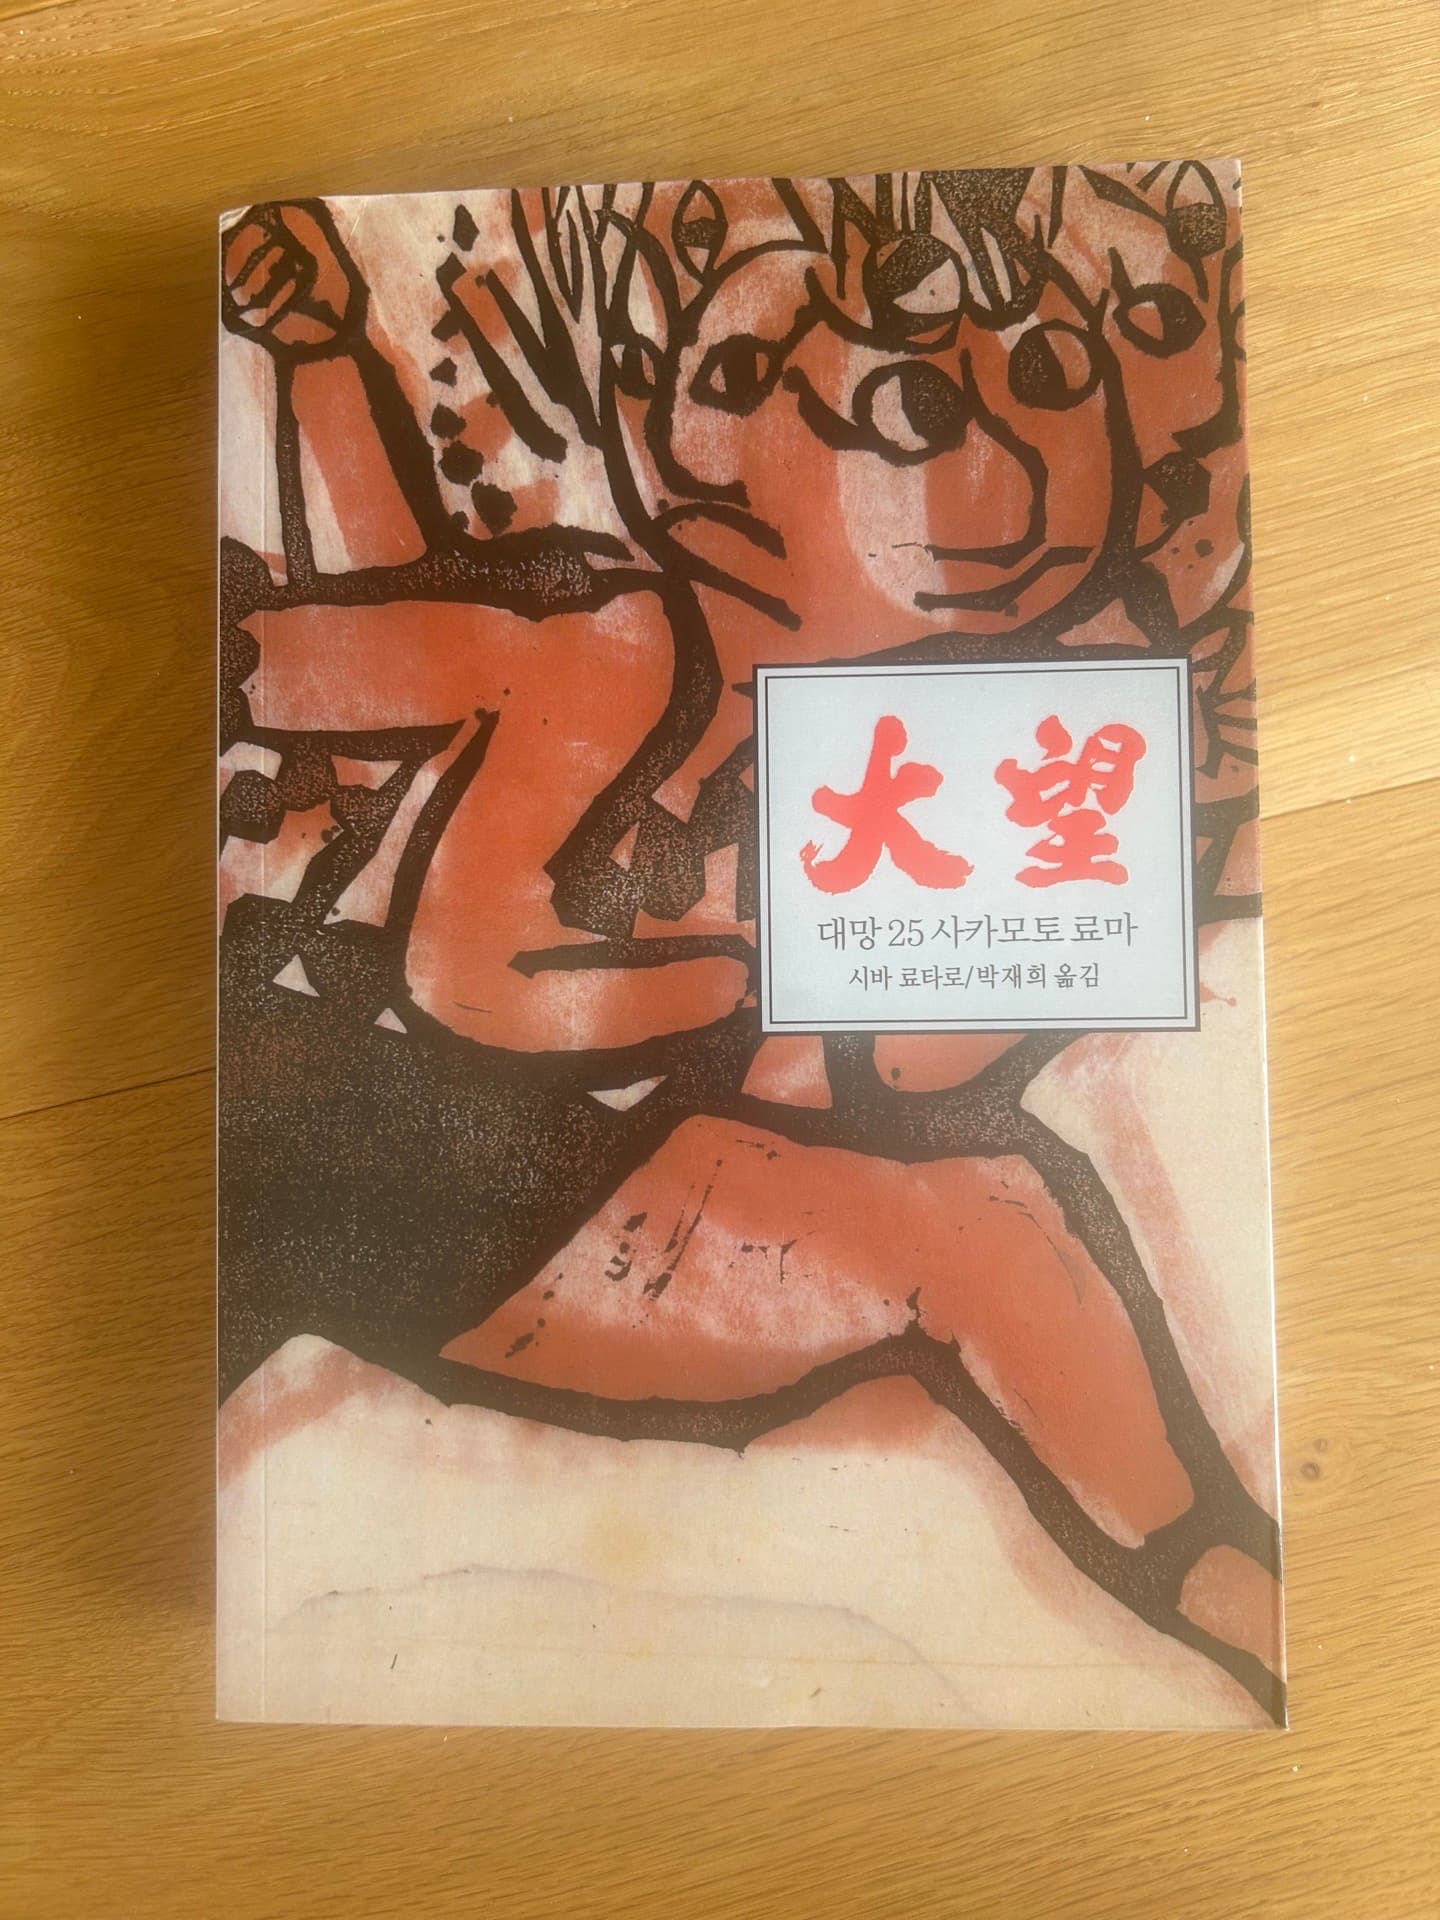 大望
대망 25 사카모토 료마
시바 료타로/박재희 옮김